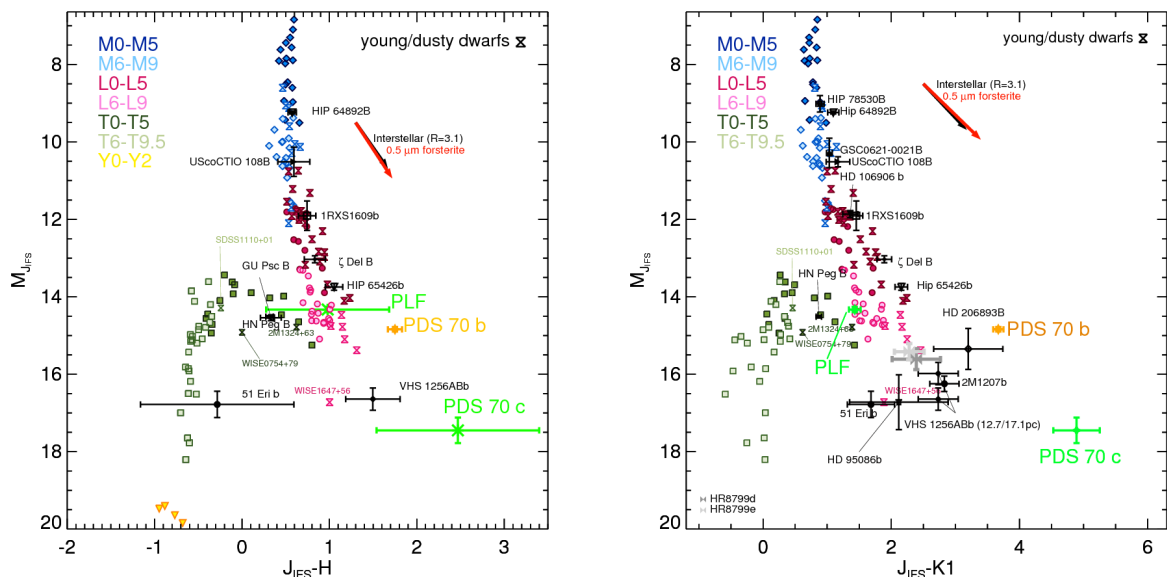 M0-M5
M6-M9
L0-L5
L6-L9
T0-T5
T6-T9.5
Y0-Y2
young/dusty dwarfs
HIP 64892B
Interstellar (R=3.1)
0.5 µm forsterite
UScoCTIO 108B
1RXS1609b
SDSS1110+01
GU Psc B
ζ Del B
HIP 65426b
PLF
PDS 70 b
HN Peg B
2M1324+63
WISE0754+79
51 Eri b
WISE1647+56
VHS 1256ABb
PDS 70 c
8
10
12
14
16
18
20
M_J_IFS
-2
-1
0
1
2
3
J_IFS-H
M0-M5
M6-M9
L0-L5
L6-L9
T0-T5
T6-T9.5
young/dusty dwarfs
HIP 78530B
Hip 64892B
Interstellar (R=3.1)
0.5 µm forsterite
GSC0621-0021B
UScoCTIO 108B
HD 106906 b
1RXS1609b
SDSS1110+01
HN Peg B
ζ Del B
Hip 65426b
HD 206893B
PDS 70 b
2M1324+63
WISE0754+79
PLF
WISE1647+56
2M1207b
51 Eri b
VHS 1256ABb (12.7/17.1pc)
HD 95086b
PDS 70 c
HR8799d
HR8799e
8
10
12
14
16
18
20
M_J_IFS
0
2
4
6
J_IFS-K1